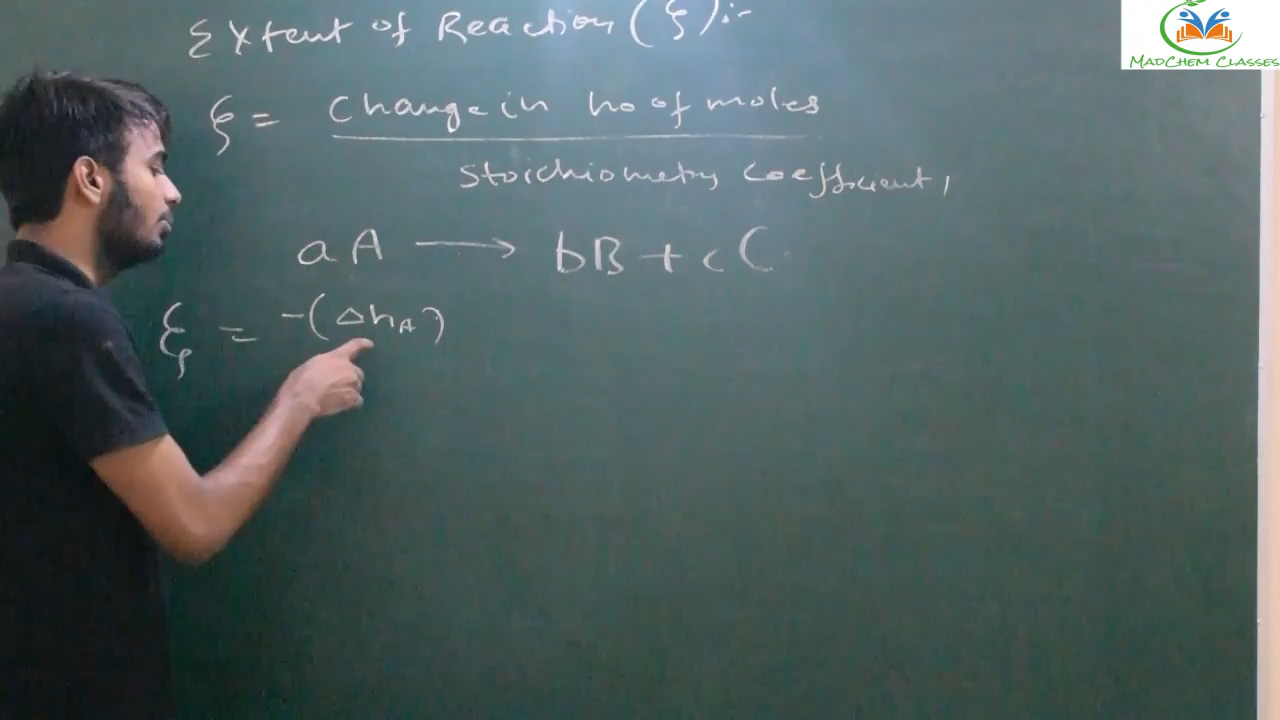 Extent of Reaction (ξ):-
ξ = Change in no of moles
Stoichiometry coefficient,
aA → bB + cC
ξ = -(Δn_A)
MADCHEM CLASSES